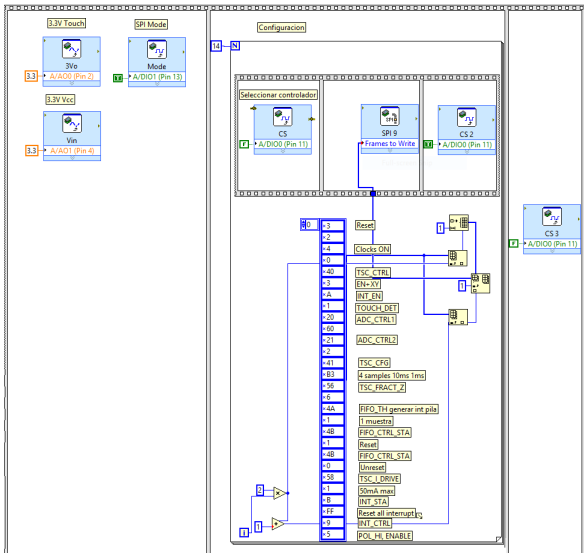 3.3V Touch
3Vo
3.3
A/AO0 (Pin 2)
SPI Mode
Mode
A/DIO1 (Pin 13)
3.3V Vcc
Vin
3.3
A/AO1 (Pin 4)
Configuracion
14
N
Seleccionar controlador
CS
F
A/DIO0 (Pin 11)
SPI 9
Frames to Write
CS 2
A/DIO0 (Pin 11)
CS 3
F
A/DIO0 (Pin 11)
0
×3 Reset
×2
×4 Clocks ON
×0
×40 TSC_CTRL
×3 EN+XY
×A INT_EN
×1 TOUCH_DET
×20 ADC_CTRL1
×60
×21 ADC_CTRL2
×2
×41 TSC_CFG
×B3 4 samples 10ms 1ms
×56 TSC_FRACT_Z
×6
×4A FIFO_TH generar int pila
×1 1 muestra
×4B FIFO_CTRL_STA
×1 Reset
×4B FIFO_CTRL_STA
×0 Unreset
×58 TSC_I_DRIVE
×1 50mA max
×B INT_STA
×FF Reset all interrupt
×9 INT_CTRL
×5 POL_HI_ENABLE
1
1
2
1
i